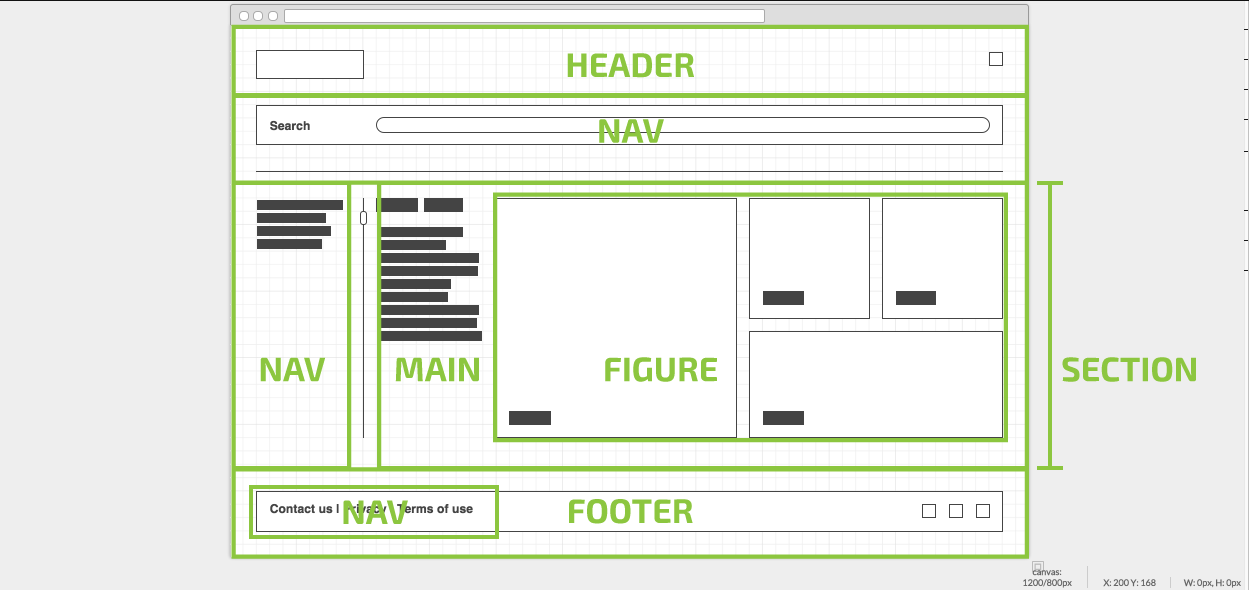 HEADER
Search
NAV
NAV
MAIN
FIGURE
SECTION
Contact us | Privacy | Terms of use
NAV
FOOTER
canvas:
1200/800px
X: 200 Y: 168
W: 0px, H: 0px